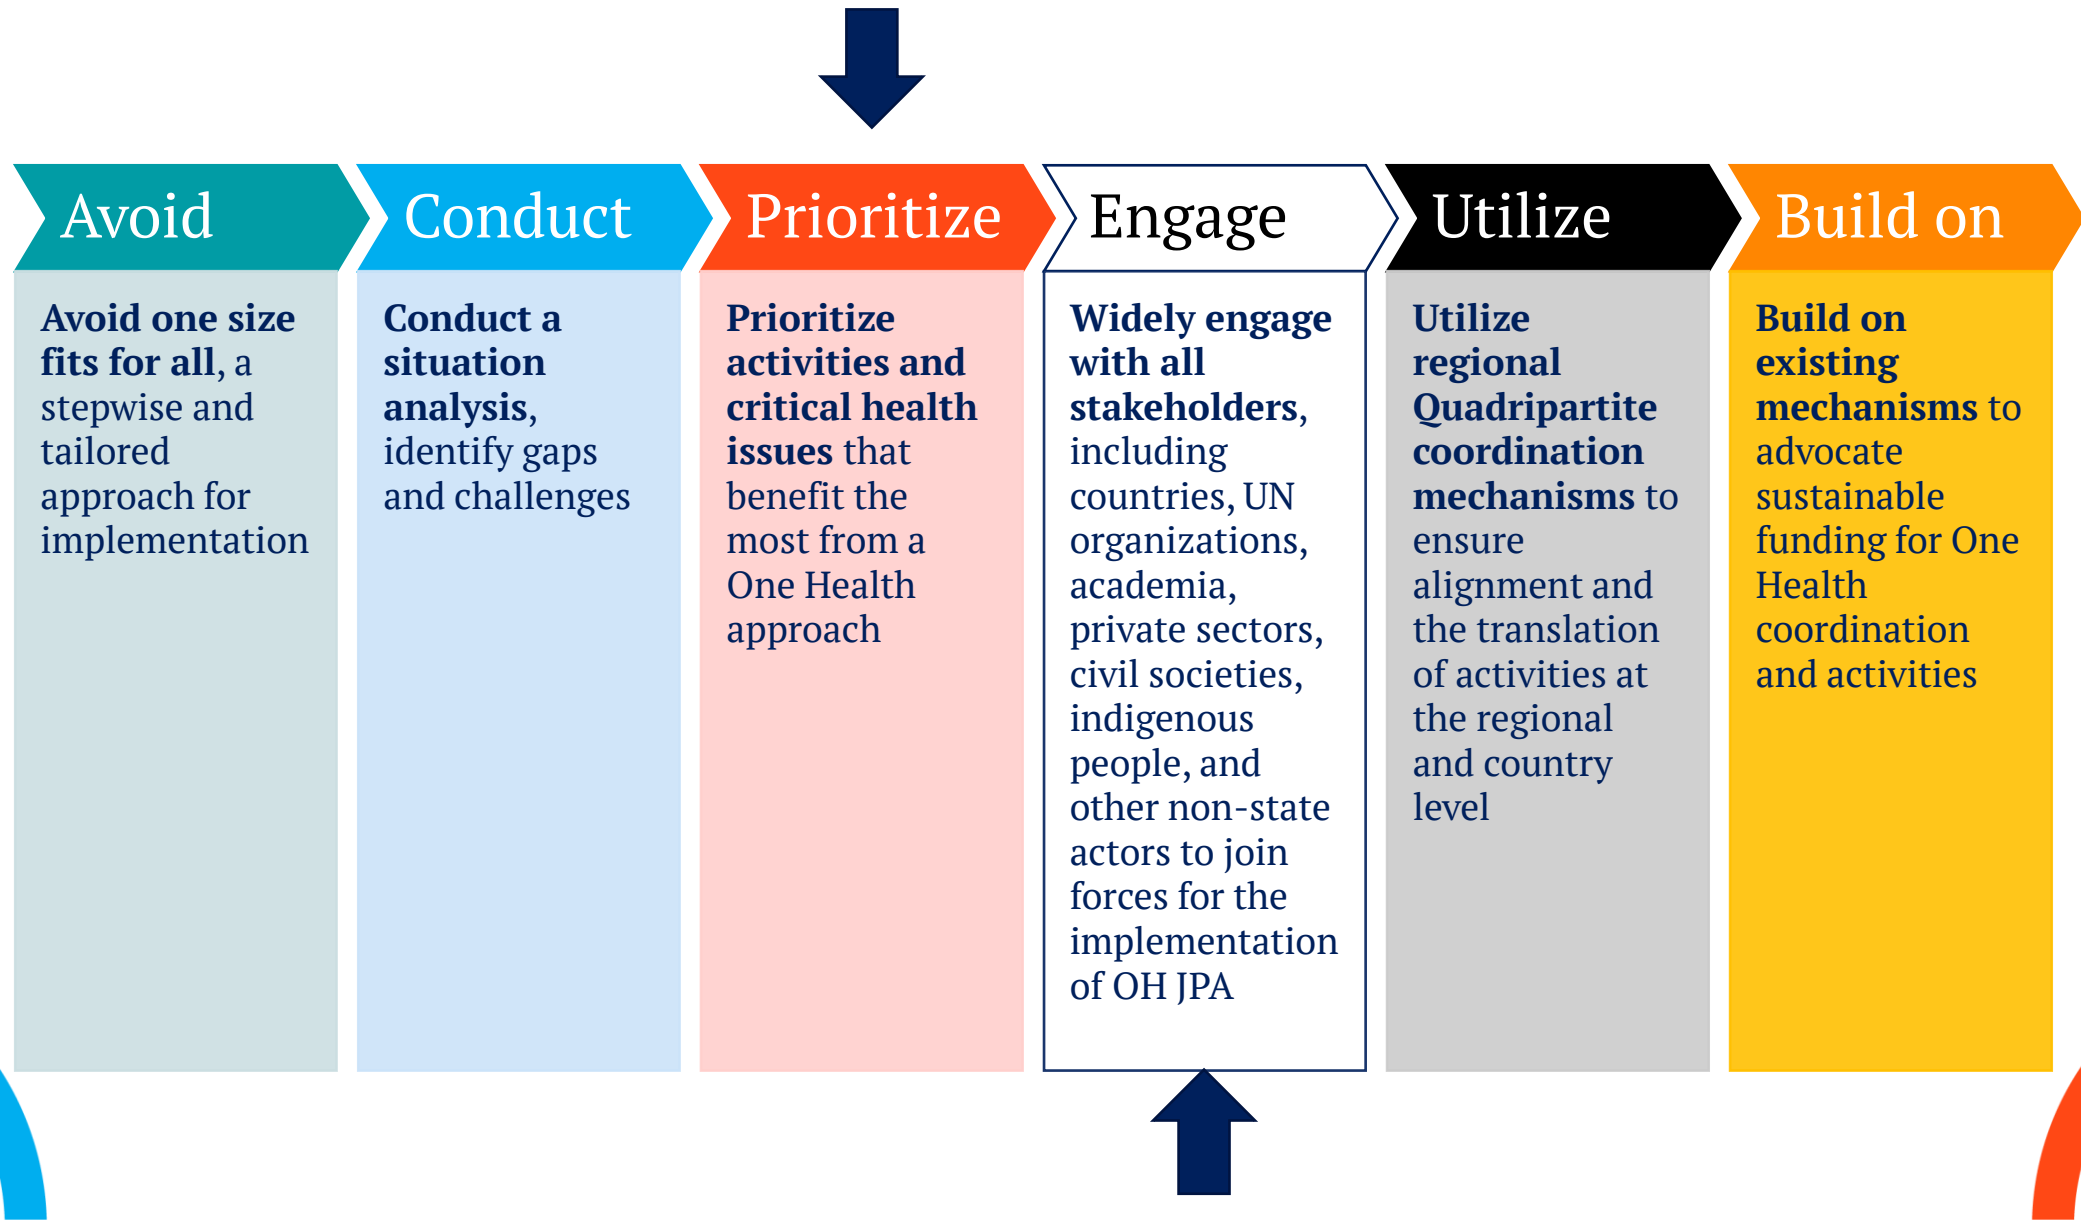 Avoid
Conduct
Prioritize
Engage
Utilize
Build on
Avoid one size
fits for all, a
stepwise and
tailored
approach for
implementation
Conduct a
situation
analysis,
identify gaps
and challenges
Prioritize
activities and
critical health
issues that
benefit the
most from a
One Health
approach
Widely engage
with all
stakeholders,
including
countries, UN
organizations,
academia,
private sectors,
civil societies,
indigenous
people, and
other non-state
actors to join
forces for the
implementation
of OH JPA
Utilize
regional
Quadripartite
coordination
mechanisms to
ensure
alignment and
the translation
of activities at
the regional
and country
level
Build on
existing
mechanisms to
advocate
sustainable
funding for One
Health
coordination
and activities